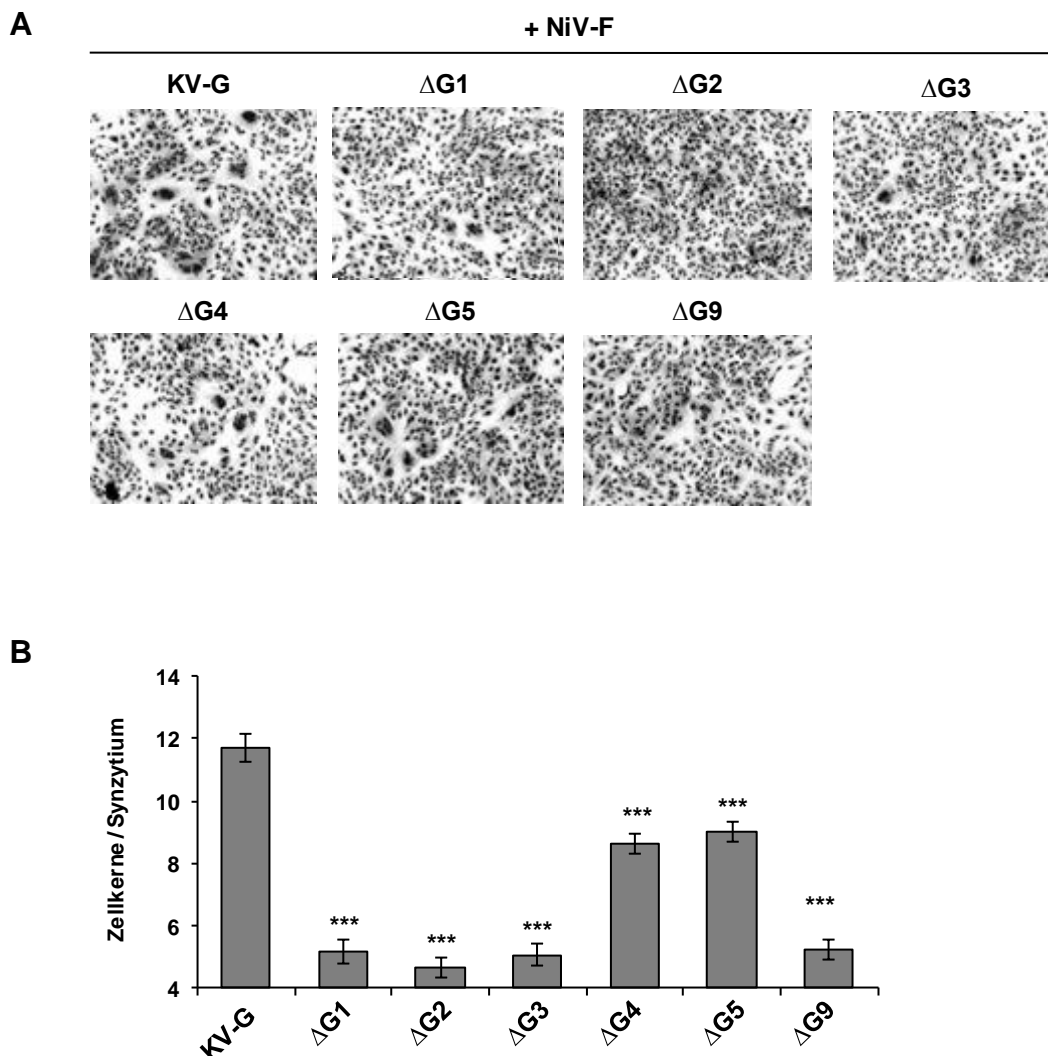 A
+ NiV-F
KV-G ΔG1 ΔG2 ΔG3
ΔG4 ΔG5 ΔG9
B
Zellkerne / Synzytium
14
12
10
8
6
4
*** *** *** *** *** ***
KV-G ΔG1 ΔG2 ΔG3 ΔG4 ΔG5 ΔG9